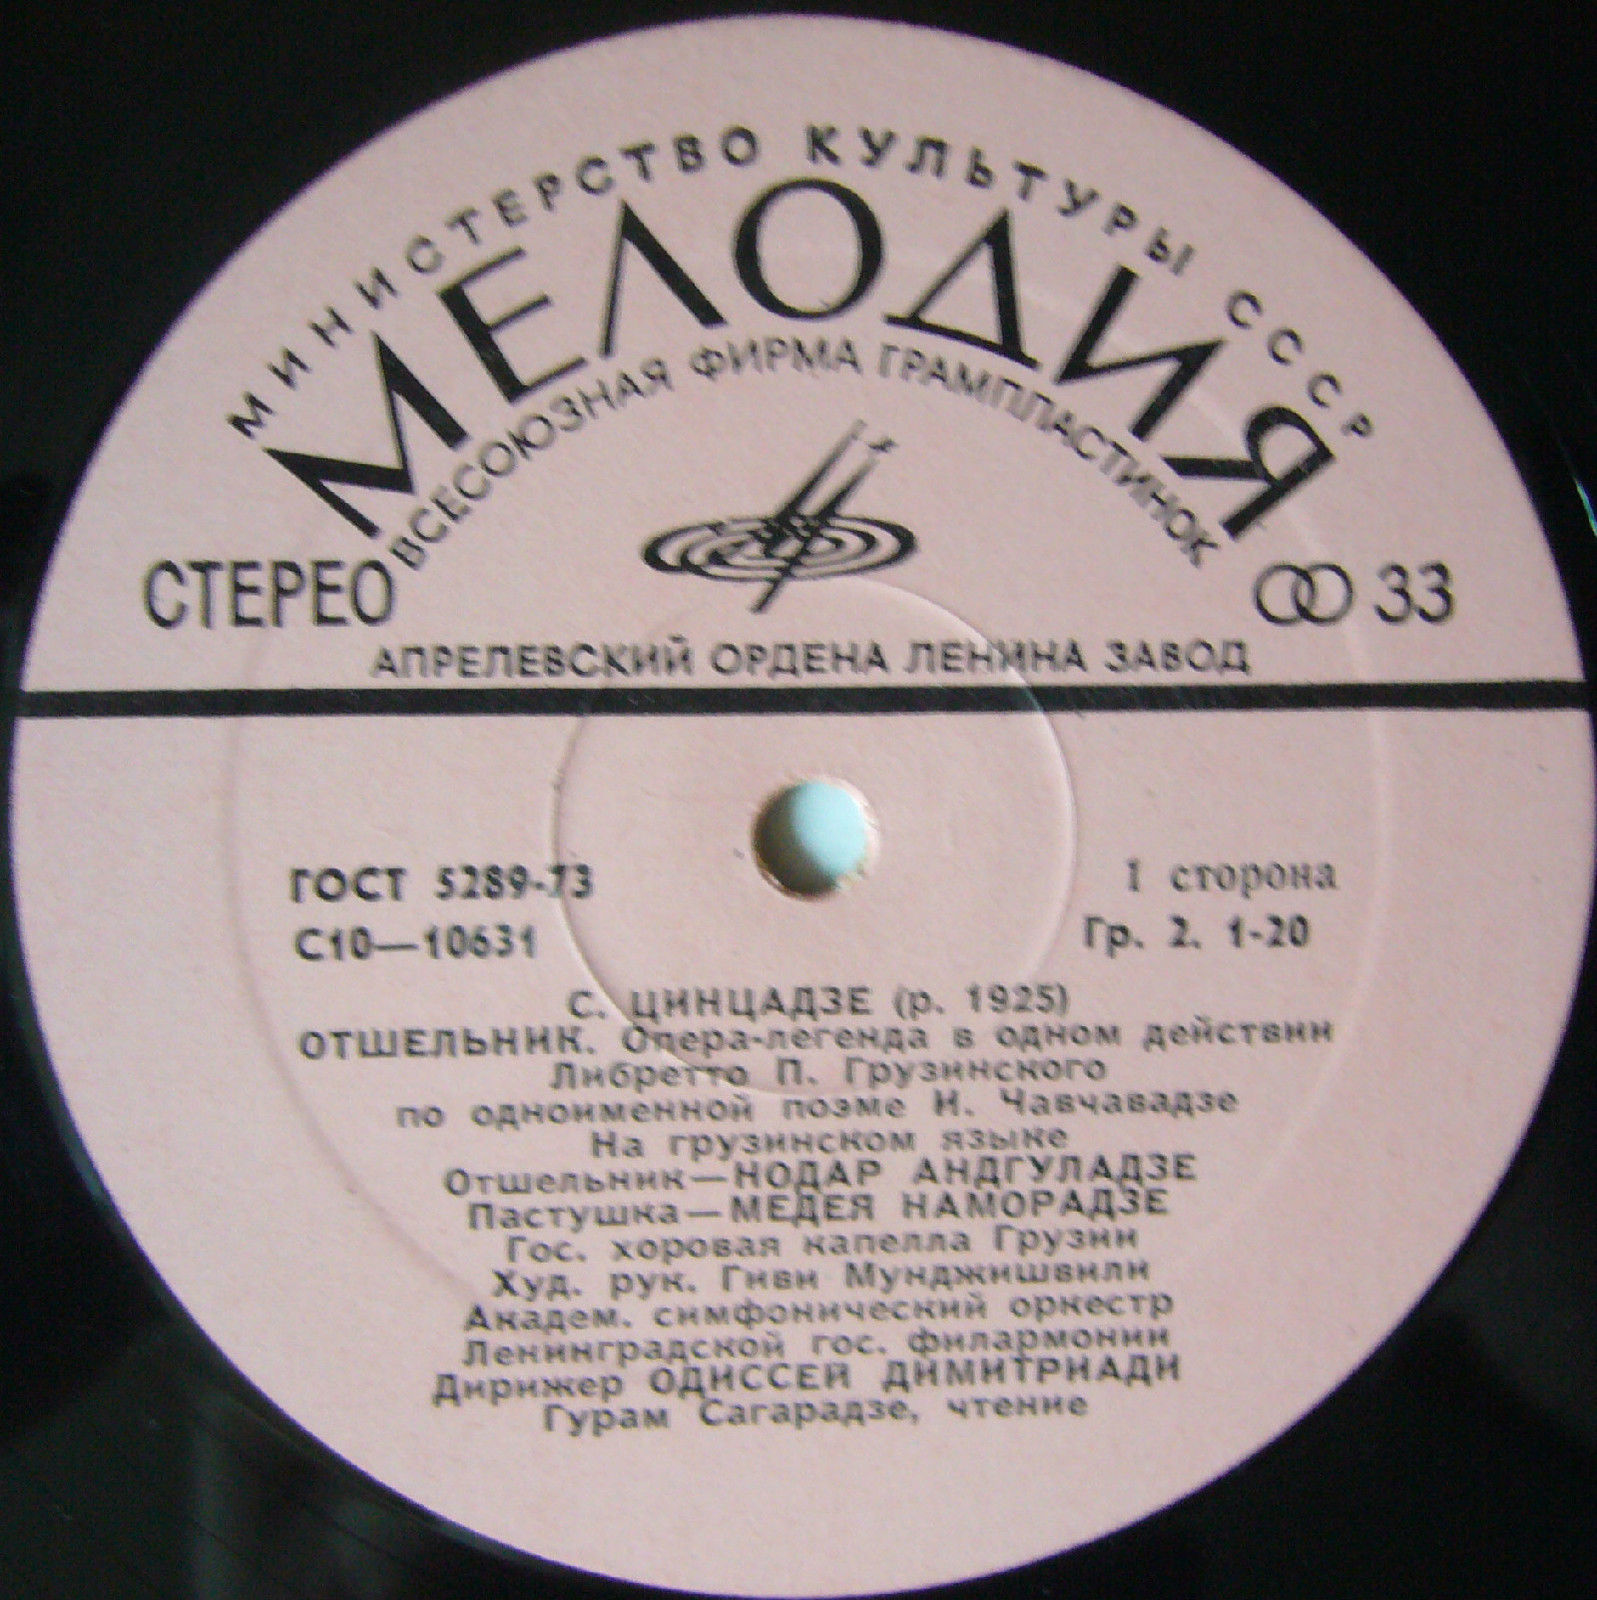 МИНИСТЕРСТВО КУЛЬТУРЫ СССР
МЕЛОДИЯ
ВСЕСОЮЗНАЯ ФИРМА ГРАМПЛАСТИНОК
СТЕРЕО
33
АПРЕЛЕВСКИЙ ОРДЕНА ЛЕНИНА ЗАВОД
ГОСТ 5289-73
1 сторона
С10—10631
Гр. 2. 1-20
С. ЦИНЦАДЗЕ (р. 1925)
ОТШЕЛЬНИК. Опера-легенда в одном действии
Либретто П. Грузинского
по одноименной поэме И. Чавчавадзе
На грузинском языке
Отшельник—НОДАР АНДГУЛАДЗЕ
Пастушка—МЕДЕЯ НАМОРАДЗЕ
Гос. хоровая капелла Грузии
Худ. рук. Гиви Мунджишвили
Академ. симфонический оркестр
Ленинградской гос. филармонии
Дирижер ОДИССЕЙ ДИМИТРИАДИ
Гурам Сагарадзе, чтение